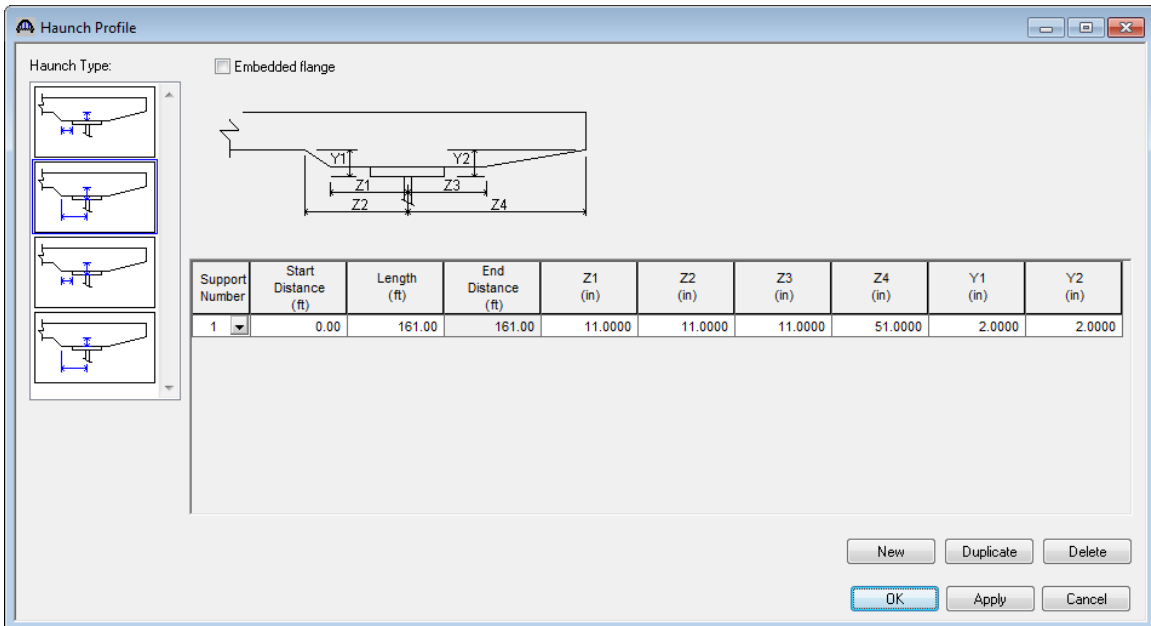 Haunch Profile
Haunch Type:
Embedded flange
Y1 Y2
Z1 Z3
Z2 Z4
Support Number Start Distance (ft) Length (ft) End Distance (ft) Z1 (in) Z2 (in) Z3 (in) Z4 (in) Y1 (in) Y2 (in)
1 0.00 161.00 161.00 11.0000 11.0000 11.0000 51.0000 2.0000 2.0000
New Duplicate Delete
OK Apply Cancel